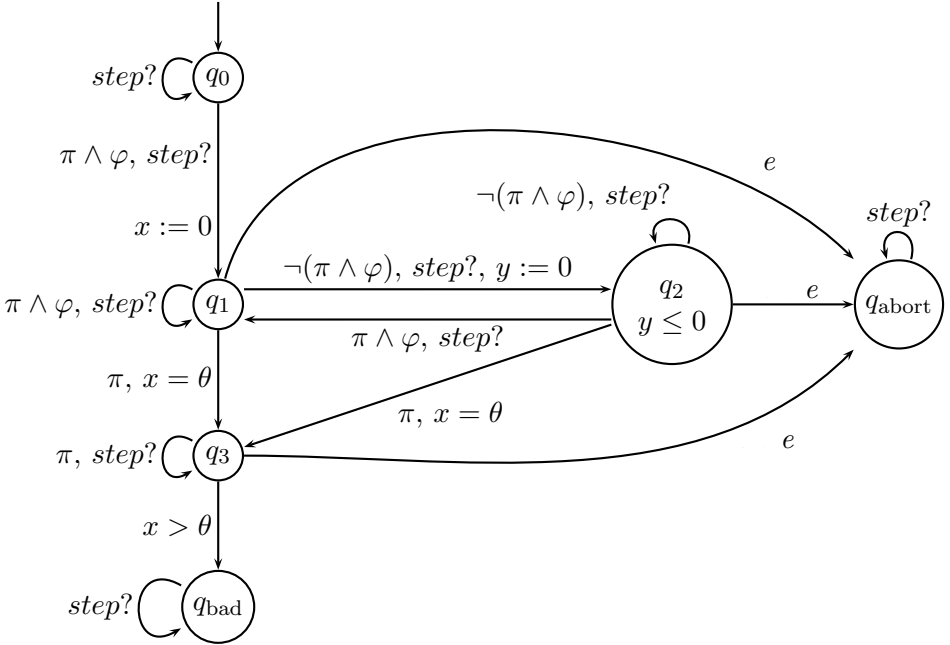 step?
q0
π ∧ φ, step?
x := 0
e
¬(π ∧ φ), step?
step?
¬(π ∧ φ), step?, y := 0
π ∧ φ, step?
q1
q2
y ≤ 0
e
qabort
π ∧ φ, step?
π, x = θ
π, x = θ
π, step?
q3
e
x > θ
step?
qbad